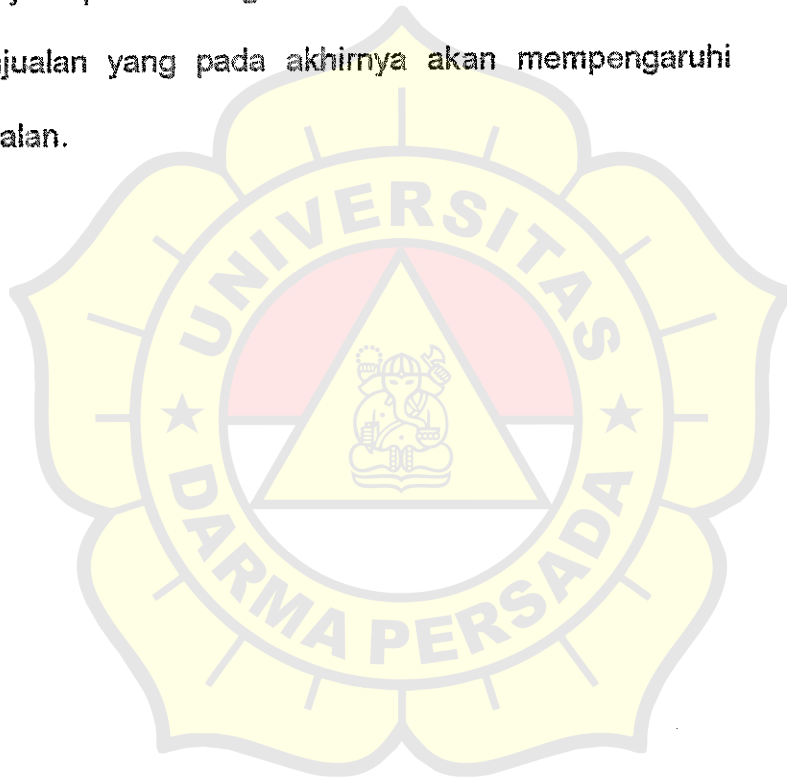 jualan yang pada akhirnya akan mempengaruhi
alan.
UNIVERSITAS
DARMA PERSADA